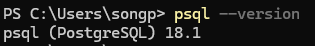 PS C:\Users\songp> psql --version
psql (PostgreSQL) 18.1